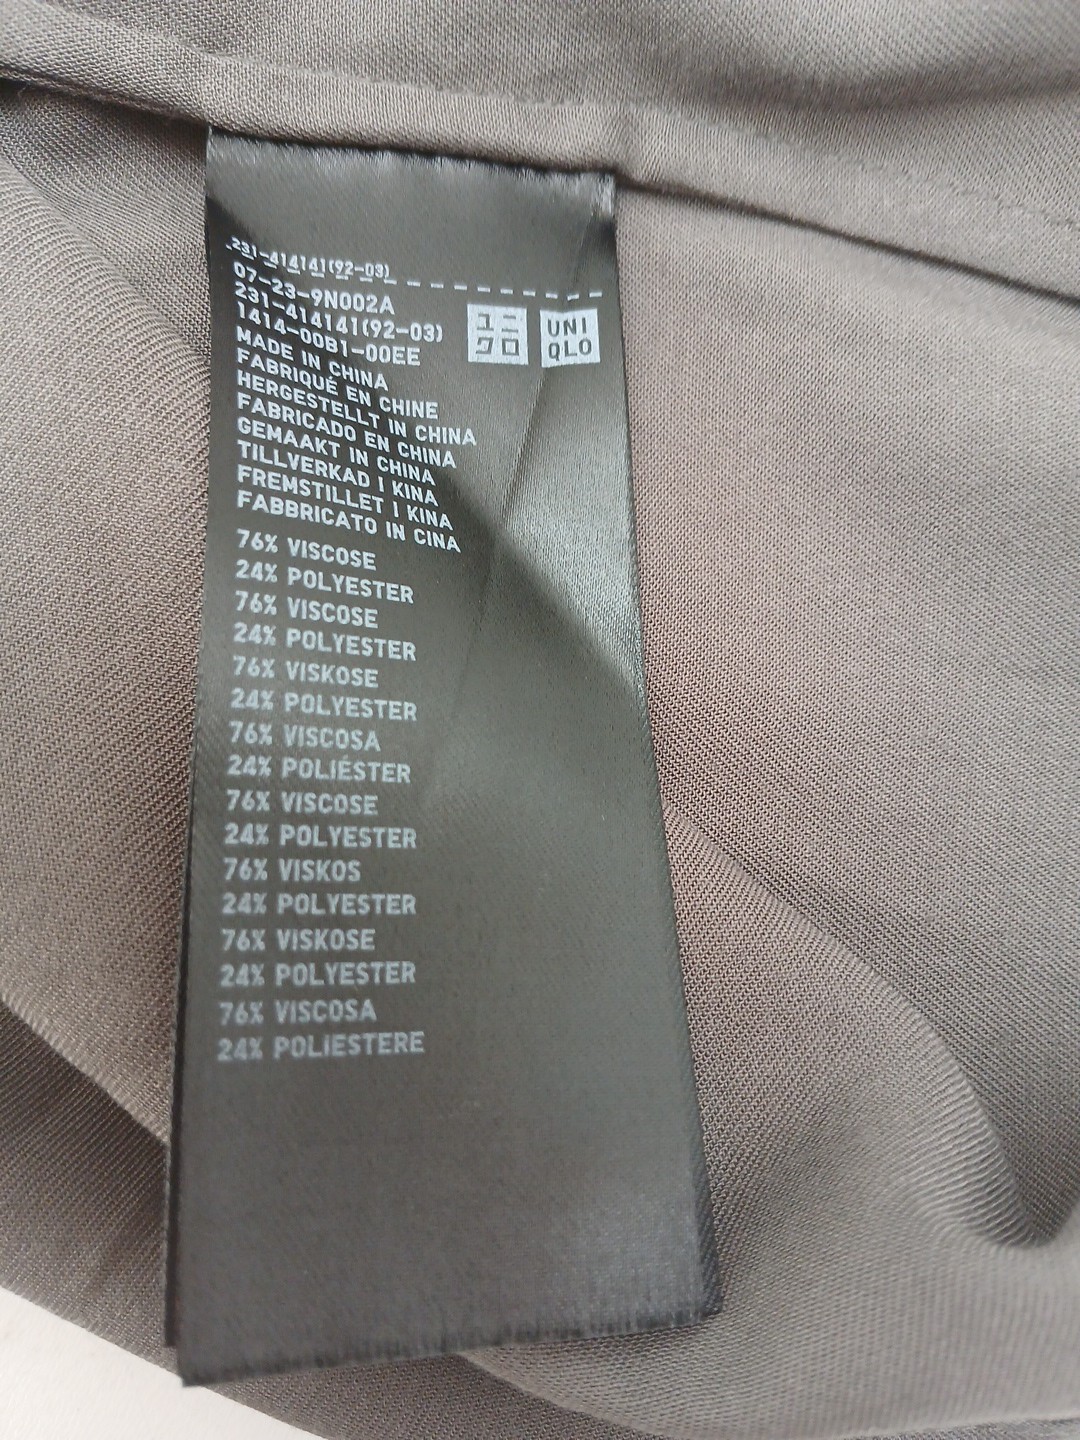 231-414141(92-03)
07-23-9N002A
231-414141(92-03)
1414-00B1-00EE
ユニ
クロ
UNI
QLO
MADE IN CHINA
FABRIQUÉ EN CHINE
HERGESTELLT IN CHINA
FABRICADO EN CHINA
GEMAAKT IN CHINA
TILLVERKAD I KINA
FREMSTILLET I KINA
FABBRICATO IN CINA
76% VISCOSE
24% POLYESTER
76% VISCOSE
24% POLYESTER
76% VISKOSE
24% POLYESTER
76% VISCOSA
24% POLIÉSTER
76% VISCOSE
24% POLYESTER
76% VISKOS
24% POLYESTER
76% VISKOSE
24% POLYESTER
76% VISCOSA
24% POLIESTERE